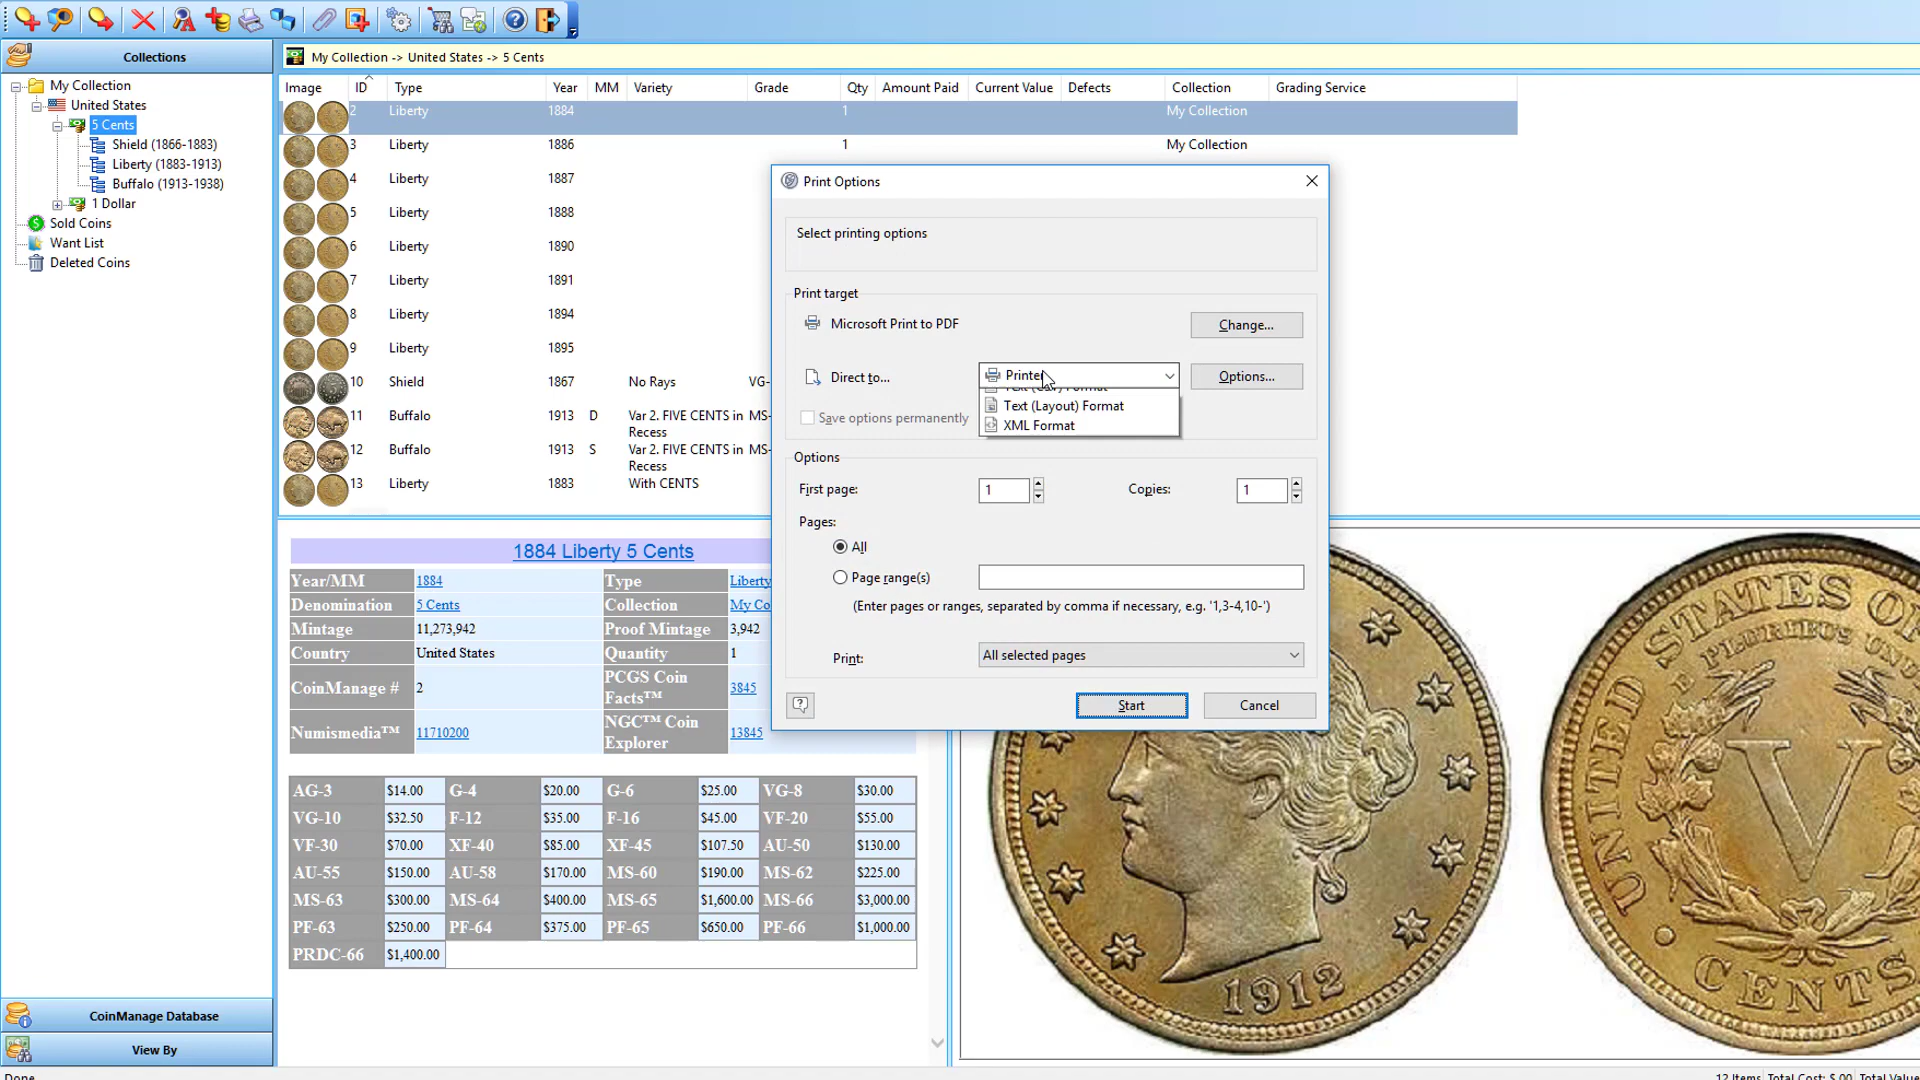 Collections
My Collection -> United States -> 5 Cents
My Collection
United States
5 Cents
Shield (1866-1883)
Liberty (1883-1913)
Buffalo (1913-1938)
1 Dollar
Sold Coins
Want List
Deleted Coins
Image ID Type Year MM Variety Grade Qty Amount Paid Current Value Defects Collection Grading Service
2 Liberty 1884 1 My Collection
3 Liberty 1886 1 My Collection
4 Liberty 1887
5 Liberty 1888
6 Liberty 1890
7 Liberty 1891
8 Liberty 1894
9 Liberty 1895
10 Shield 1867 No Rays VG-
11 Buffalo 1913 D Var 2. FIVE CENTS in MS-
Recess
12 Buffalo 1913 S Var 2. FIVE CENTS in MS-
Recess
13 Liberty 1883 With CENTS
Print Options
Select printing options
Print target
Microsoft Print to PDF
Change...
Direct to...
Printer
Options...
Text (Layout) Format
XML Format
Save options permanently
Options
First page: 1
Copies: 1
Pages:
All
Page range(s)
(Enter pages or ranges, separated by comma if necessary, e.g. '1,3-4,10-')
Print: All selected pages
Start
Cancel
1884 Liberty 5 Cents
Year/MM 1884 Type Liberty
Denomination 5 Cents Collection My Co
Mintage 11,273,942 Proof Mintage 3,942
Country United States Quantity 1
CoinManage # 2 PCGS Coin
Facts™ 3845
Numismedia™ 11710200 NGC™ Coin
Explorer 13845
AG-3 $14.00 G-4 $20.00 G-6 $25.00 VG-8 $30.00
VG-10 $32.50 F-12 $35.00 F-16 $45.00 VF-20 $55.00
VF-30 $70.00 XF-40 $85.00 XF-45 $107.50 AU-50 $130.00
AU-55 $150.00 AU-58 $170.00 MS-60 $190.00 MS-62 $225.00
MS-63 $300.00 MS-64 $400.00 MS-65 $1,600.00 MS-66 $3,000.00
PF-63 $250.00 PF-64 $375.00 PF-65 $650.00 PF-66 $1,000.00
PRDC-66 $1,400.00
1912
UNITED STATES OF
E PLURIBUS UNU
V
CENTS
CoinManage Database
View By
Done
12 Items Total Cost: $.00 Total Value